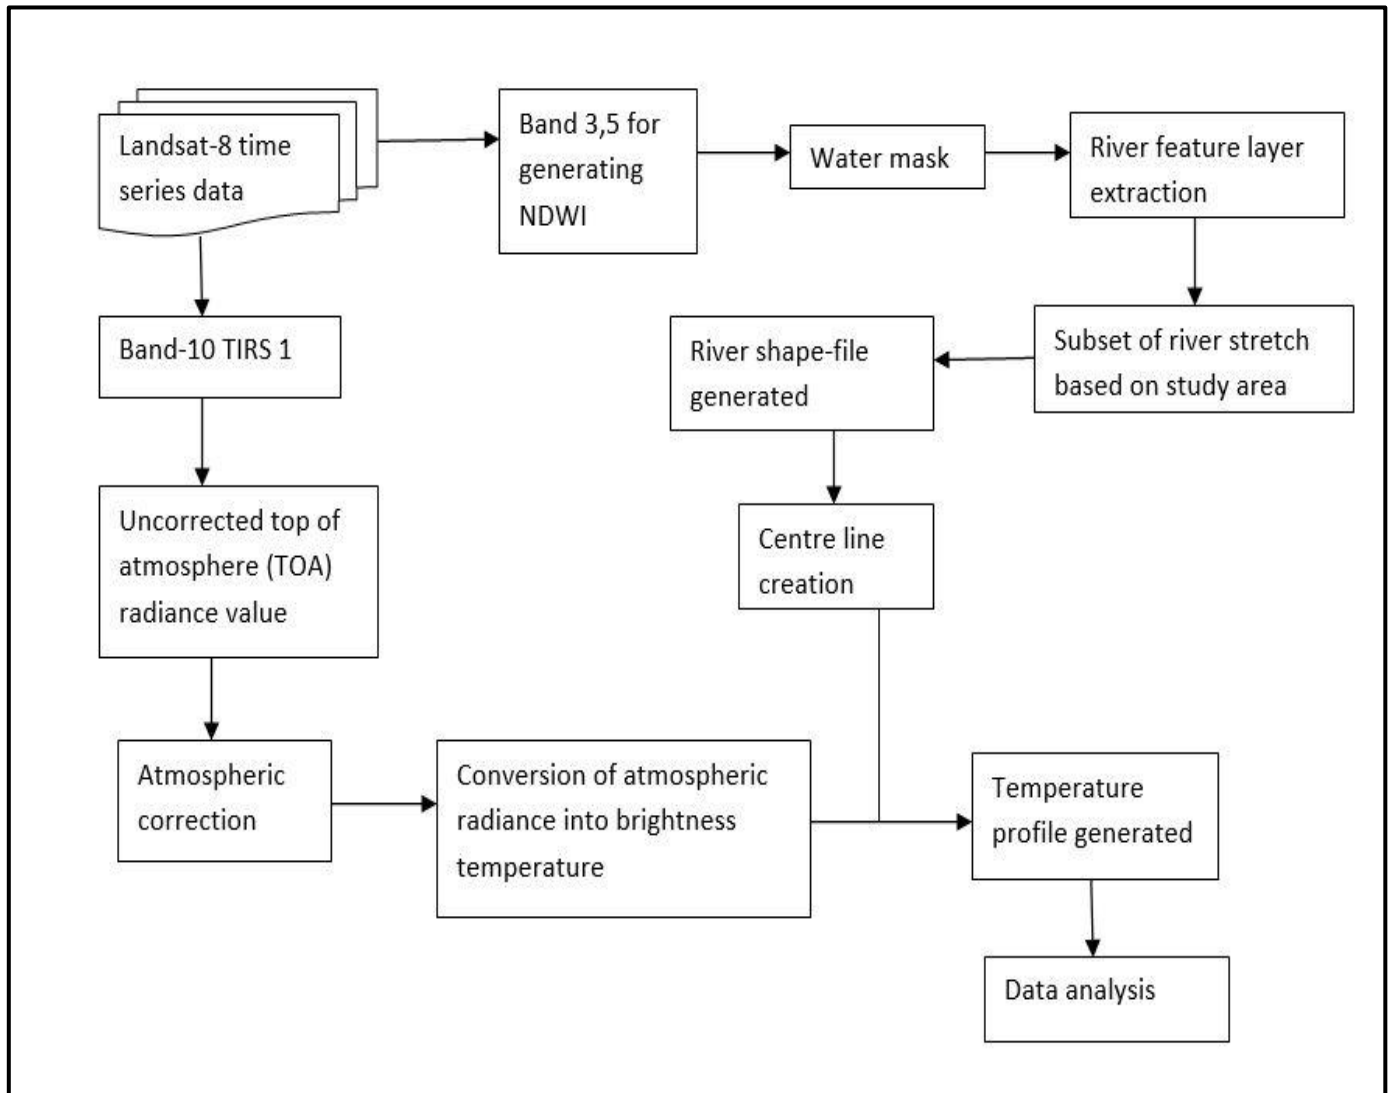 Landsat-8 time
series data
Band 3,5 for
generating
NDWI
Water mask
River feature layer
extraction
Band-10 TIRS 1
River shape-file
generated
Subset of river stretch
based on study area
Uncorrected top of
atmosphere (TOA)
radiance value
Centre line
creation
Atmospheric
correction
Conversion of atmospheric
radiance into brightness
temperature
Temperature
profile generated
Data analysis